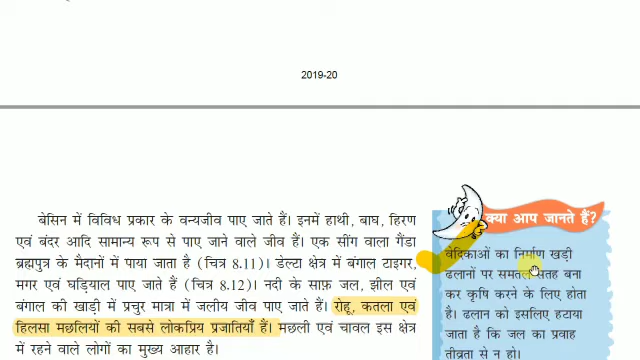 2019-20
बेसिन में विविध प्रकार के वन्यजीव पाए जाते हैं। इनमें हाथी, बाघ, हिरण
एवं बंदर आदि सामान्य रूप से पाए जाने वाले जीव हैं। एक सींग वाला गैंडा
ब्रह्मपुत्र के मैदानों में पाया जाता है (चित्र 8.11)। डेल्टा क्षेत्र में बंगाल टाइगर,
मगर एवं घड़ियाल पाए जाते हैं (चित्र 8.12)। नदी के साफ़ जल, झील एवं
बंगाल की खाड़ी में प्रचुर मात्रा में जलीय जीव पाए जाते हैं। रोहू, कतला एवं
हिलसा मछलियों की सबसे लोकप्रिय प्रजातियाँ हैं। मछली एवं चावल इस क्षेत्र
में रहने वाले लोगों का मुख्य आहार है।
क्या आप जानते हैं?
वेदिकाओं का निर्माण खड़ी
ढलानों पर समतल सतह बना
कर कृषि करने के लिए होता
है। ढलान को इसलिए हटाया
जाता है कि जल का प्रवाह
तीव्रता से न हो।